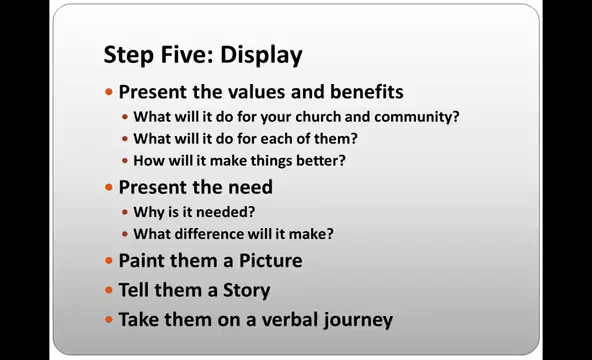 Step Five: Display
• Present the values and benefits
• What will it do for your church and community?
• What will it do for each of them?
• How will it make things better?
• Present the need
• Why is it needed?
• What difference will it make?
• Paint them a Picture
• Tell them a Story
• Take them on a verbal journey